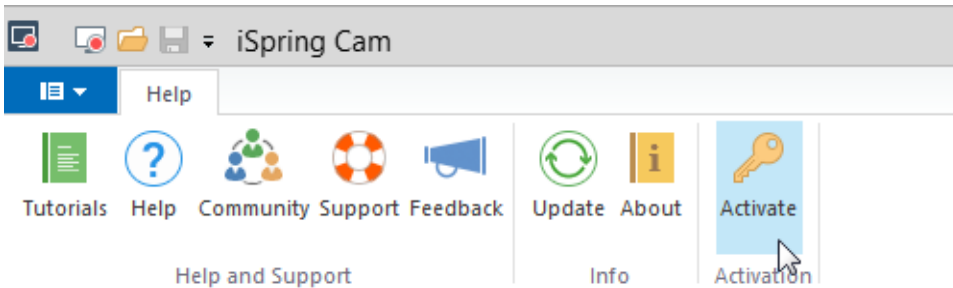 iSpring Cam
Help
Tutorials Help Community Support Feedback Update About Activate
Help and Support Info Activation